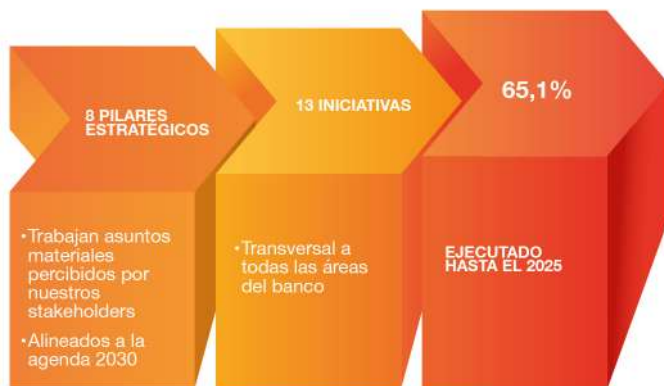 8 PILARES
ESTRATÉGICOS
•Trabajan asuntos
materiales
percibidos por
nuestros
stakeholders
•Alineados a la
agenda 2030
13 INICIATIVAS
•Transversal a
todas las áreas
del banco
65,1%
EJECUTADO
HASTA EL 2025